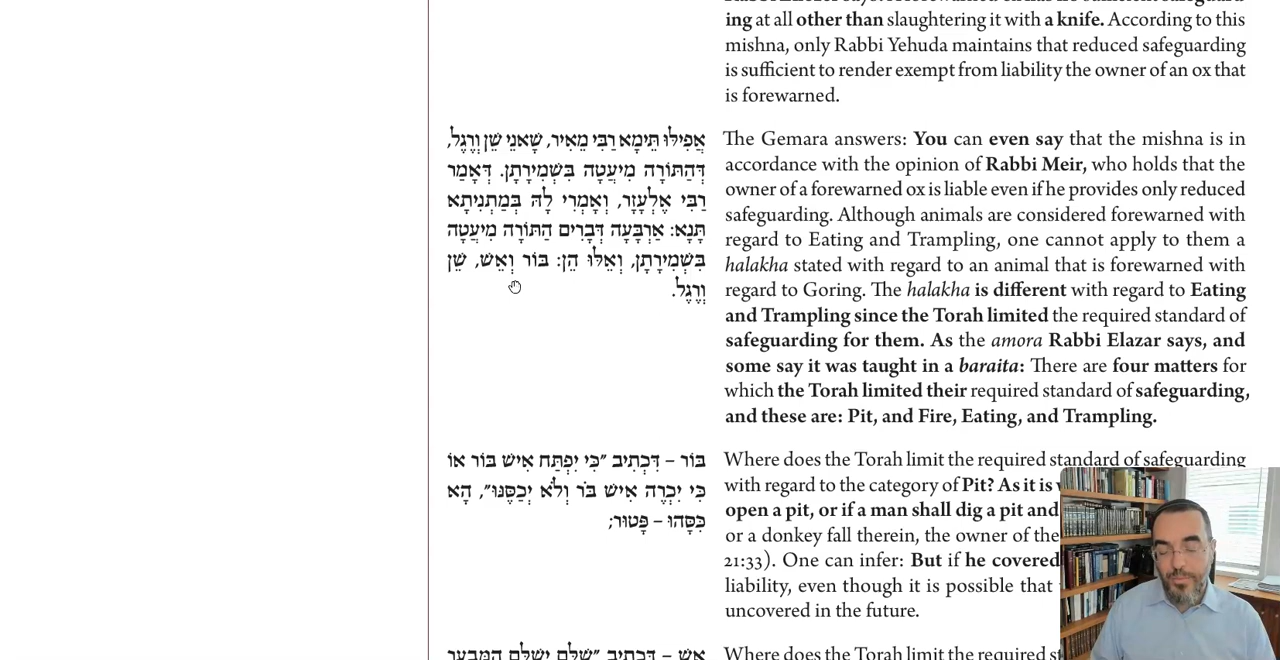 ing at all other than slaughtering it with a knife. According to this
mishna, only Rabbi Yehuda maintains that reduced safeguarding
is sufficient to render exempt from liability the owner of an ox that
is forewarned.
אֲפִילּוּ תֵּימָא רַבִּי מֵאִיר, שָׁאנֵי שֵׁן וְרֶגֶל,
דְּהַתּוֹרָה מִיעֲטָה בִּשְׁמִירָתָן. דְּאָמַר
רַבִּי אֶלְעָזָר, וְאָמְרִי לָהּ בְּמַתְנִיתָא
תָּנָא: אַרְבָּעָה דְּבָרִים הַתּוֹרָה מִיעֲטָה
בִּשְׁמִירָתָן, וְאֵלּוּ הֵן: בּוֹר וְאֵשׁ, שֵׁן
וְרֶגֶל.
The Gemara answers: You can even say that the mishna is in
accordance with the opinion of Rabbi Meir, who holds that the
owner of a forewarned ox is liable even if he provides only reduced
safeguarding. Although animals are considered forewarned with
regard to Eating and Trampling, one cannot apply to them a
halakha stated with regard to an animal that is forewarned with
regard to Goring. The halakha is different with regard to Eating
and Trampling since the Torah limited the required standard of
safeguarding for them. As the amora Rabbi Elazar says, and
some say it was taught in a baraita: There are four matters for
which the Torah limited their required standard of safeguarding,
and these are: Pit, and Fire, Eating, and Trampling.
בּוֹר – דִּכְתִיב ״כִּי יִפְתַּח אִישׁ בּוֹר אוֹ
כִּי יִכְרֶה אִישׁ בֹּר וְלֹא יְכַסֶּנּוּ״, הָא
כִּסָּהוּ – פָּטוּר;
Where does the Torah limit the required standard of safeguarding
with regard to the category of Pit? As it is
open a pit, or if a man shall dig a pit and
or a donkey fall therein, the owner of the
21:33). One can infer: But if he covered
liability, even though it is possible that
uncovered in the future.
אֵשׁ – דִּכְתִיב ״שַׁלֵּם יְשַׁלֵּם הַמַּבְעִר
Where does the Torah limit the required